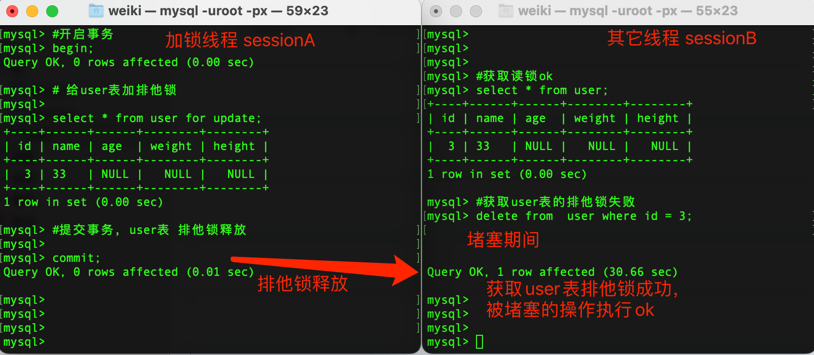 weiki — mysql -uroot -px — 59×23
[mysql> #开启事务
[mysql> begin;
Query OK, 0 rows affected (0.00 sec)
加锁线程 sessionA
[mysql> # 给user表加排他锁
[mysql>
[mysql> select * from user for update;
+----+------+------+--------+--------+
| id | name | age  | weight | height |
+----+------+------+--------+--------+
|  3 | 33   | NULL |   NULL |   NULL |
+----+------+------+--------+--------+
1 row in set (0.00 sec)
[mysql> #提交事务, user表 排他锁释放
[mysql>
[mysql> commit;
Query OK, 0 rows affected (0.01 sec)
排他锁释放
[mysql>
[mysql>
[mysql>
mysql>
weiki — mysql -uroot -px — 55×23
[mysql>
[mysql>
[mysql>
其它线程 sessionB
[mysql> #获取读锁ok
[mysql> select * from user;
+----+------+------+--------+--------+
| id | name | age  | weight | height |
+----+------+------+--------+--------+
|  3 | 33   | NULL |   NULL |   NULL |
+----+------+------+--------+--------+
1 row in set (0.00 sec)
mysql> #获取user表的排他锁失败
[mysql> delete from  user where id = 3;
[
堵塞期间
Query OK, 1 row affected (30.66 sec)
获取user表排他锁成功,
被堵塞的操作执行ok
[mysql>
[mysql>
[mysql>
mysql>